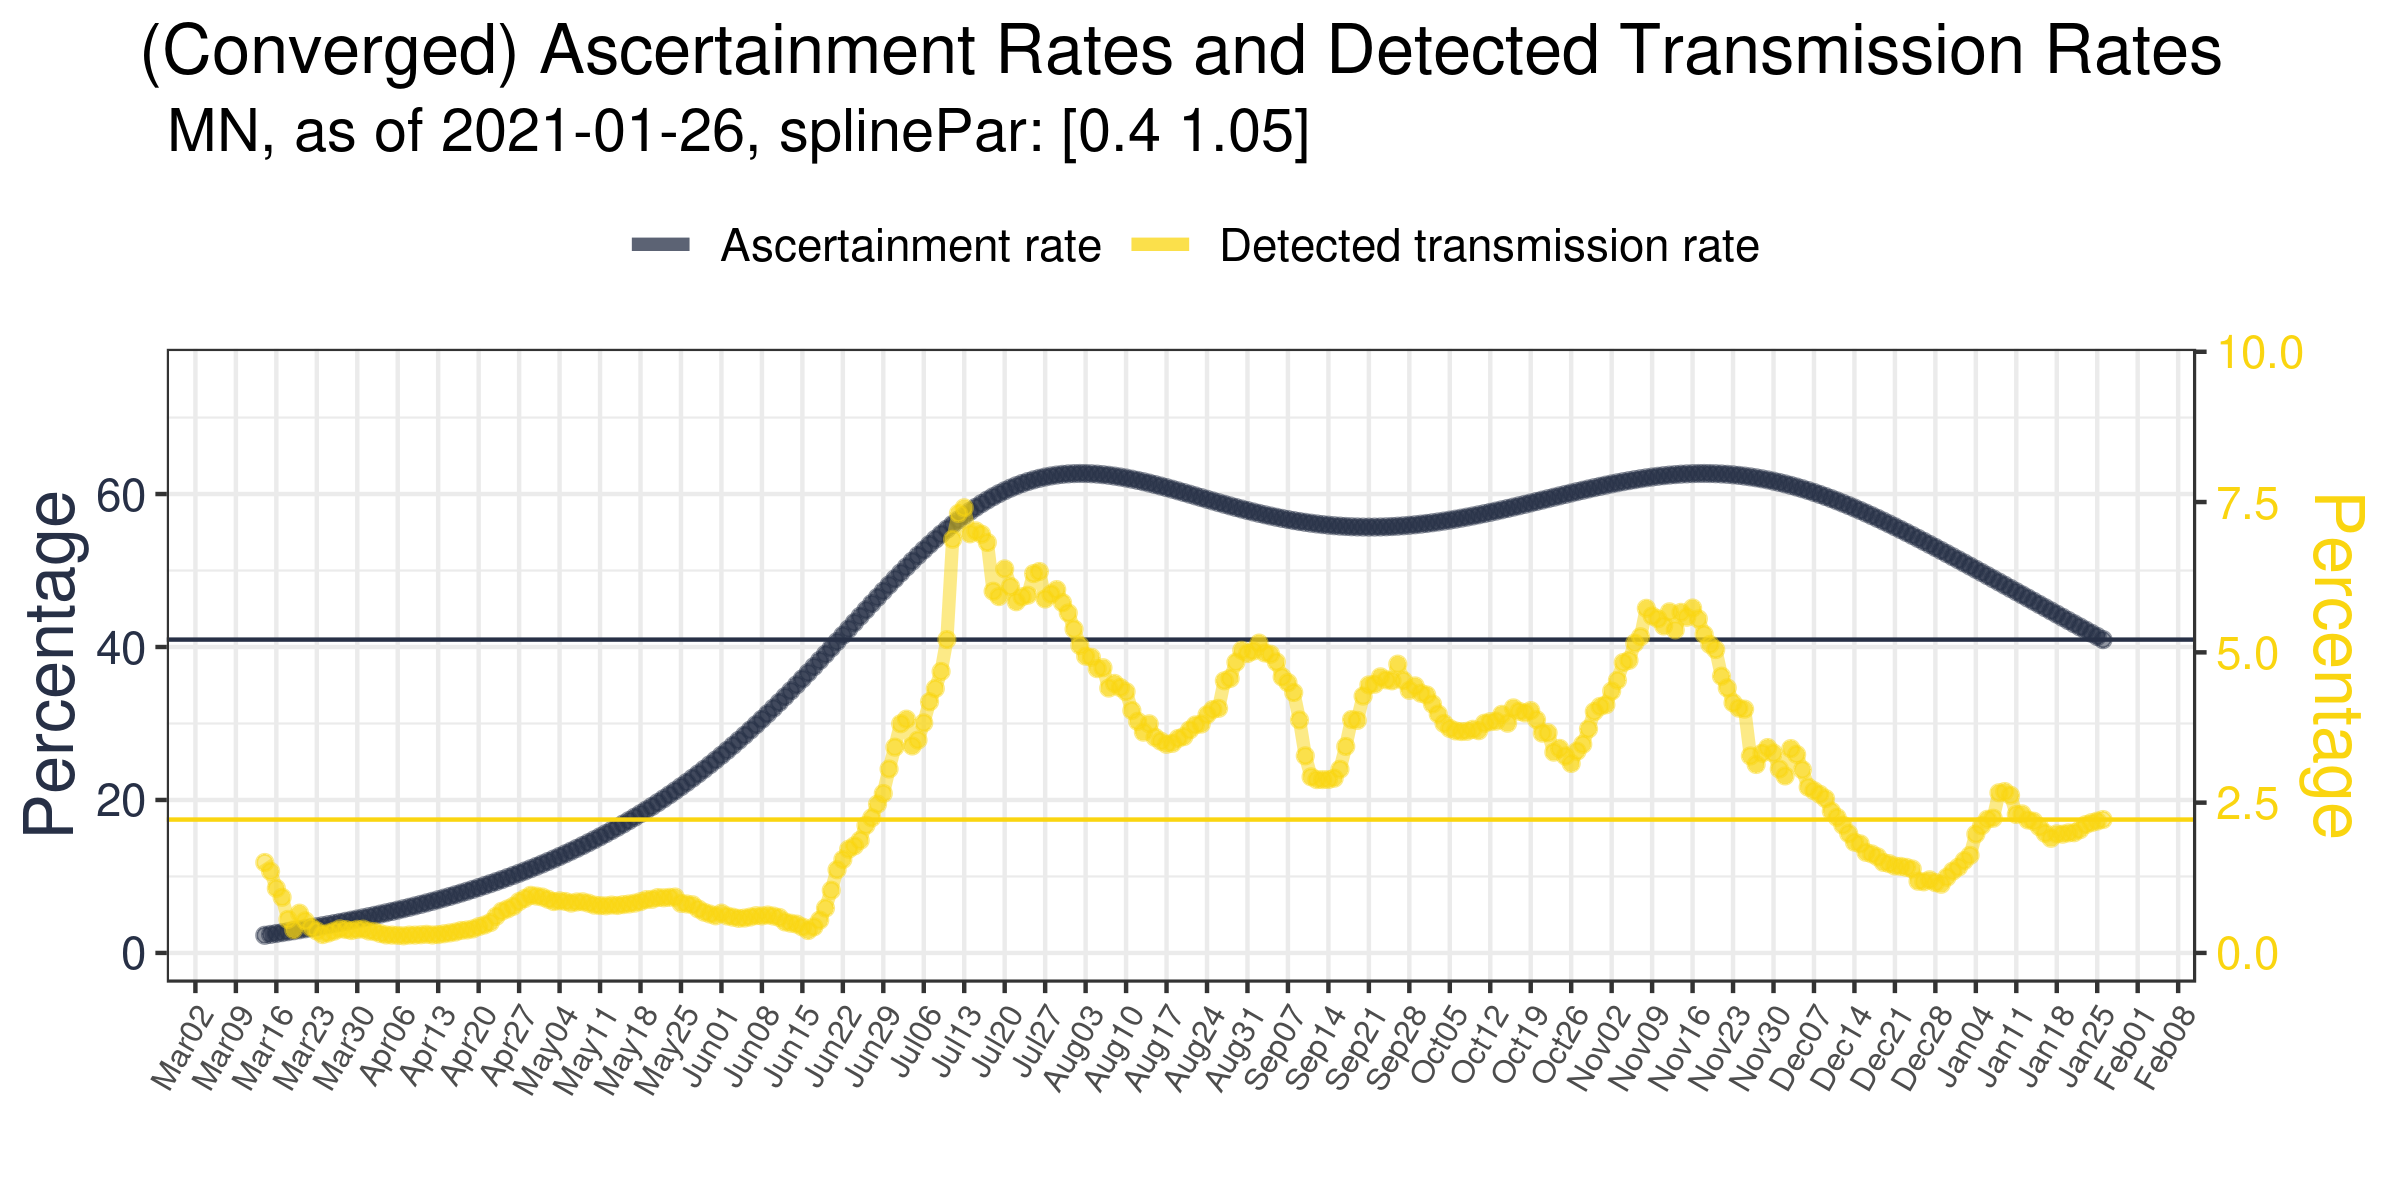 (Converged) Ascertainment Rates and Detected Transmission Rates
MN, as of 2021-01-26, splinePar: [0.4 1.05]
Ascertainment rate
Detected transmission rate
Percentage
60
40
20
0
10.0
7.5
5.0
2.5
0.0
Percentage
Mar02
Mar09
Mar16
Mar23
Mar30
Apr06
Apr13
Apr20
Apr27
May04
May11
May18
May25
Jun01
Jun08
Jun15
Jun22
Jun29
Jul06
Jul13
Jul20
Jul27
Aug03
Aug10
Aug17
Aug24
Aug31
Sep07
Sep14
Sep21
Sep28
Oct05
Oct12
Oct19
Oct26
Nov02
Nov09
Nov16
Nov23
Nov30
Dec07
Dec14
Dec21
Dec28
Jan04
Jan11
Jan18
Jan25
Feb01
Feb08